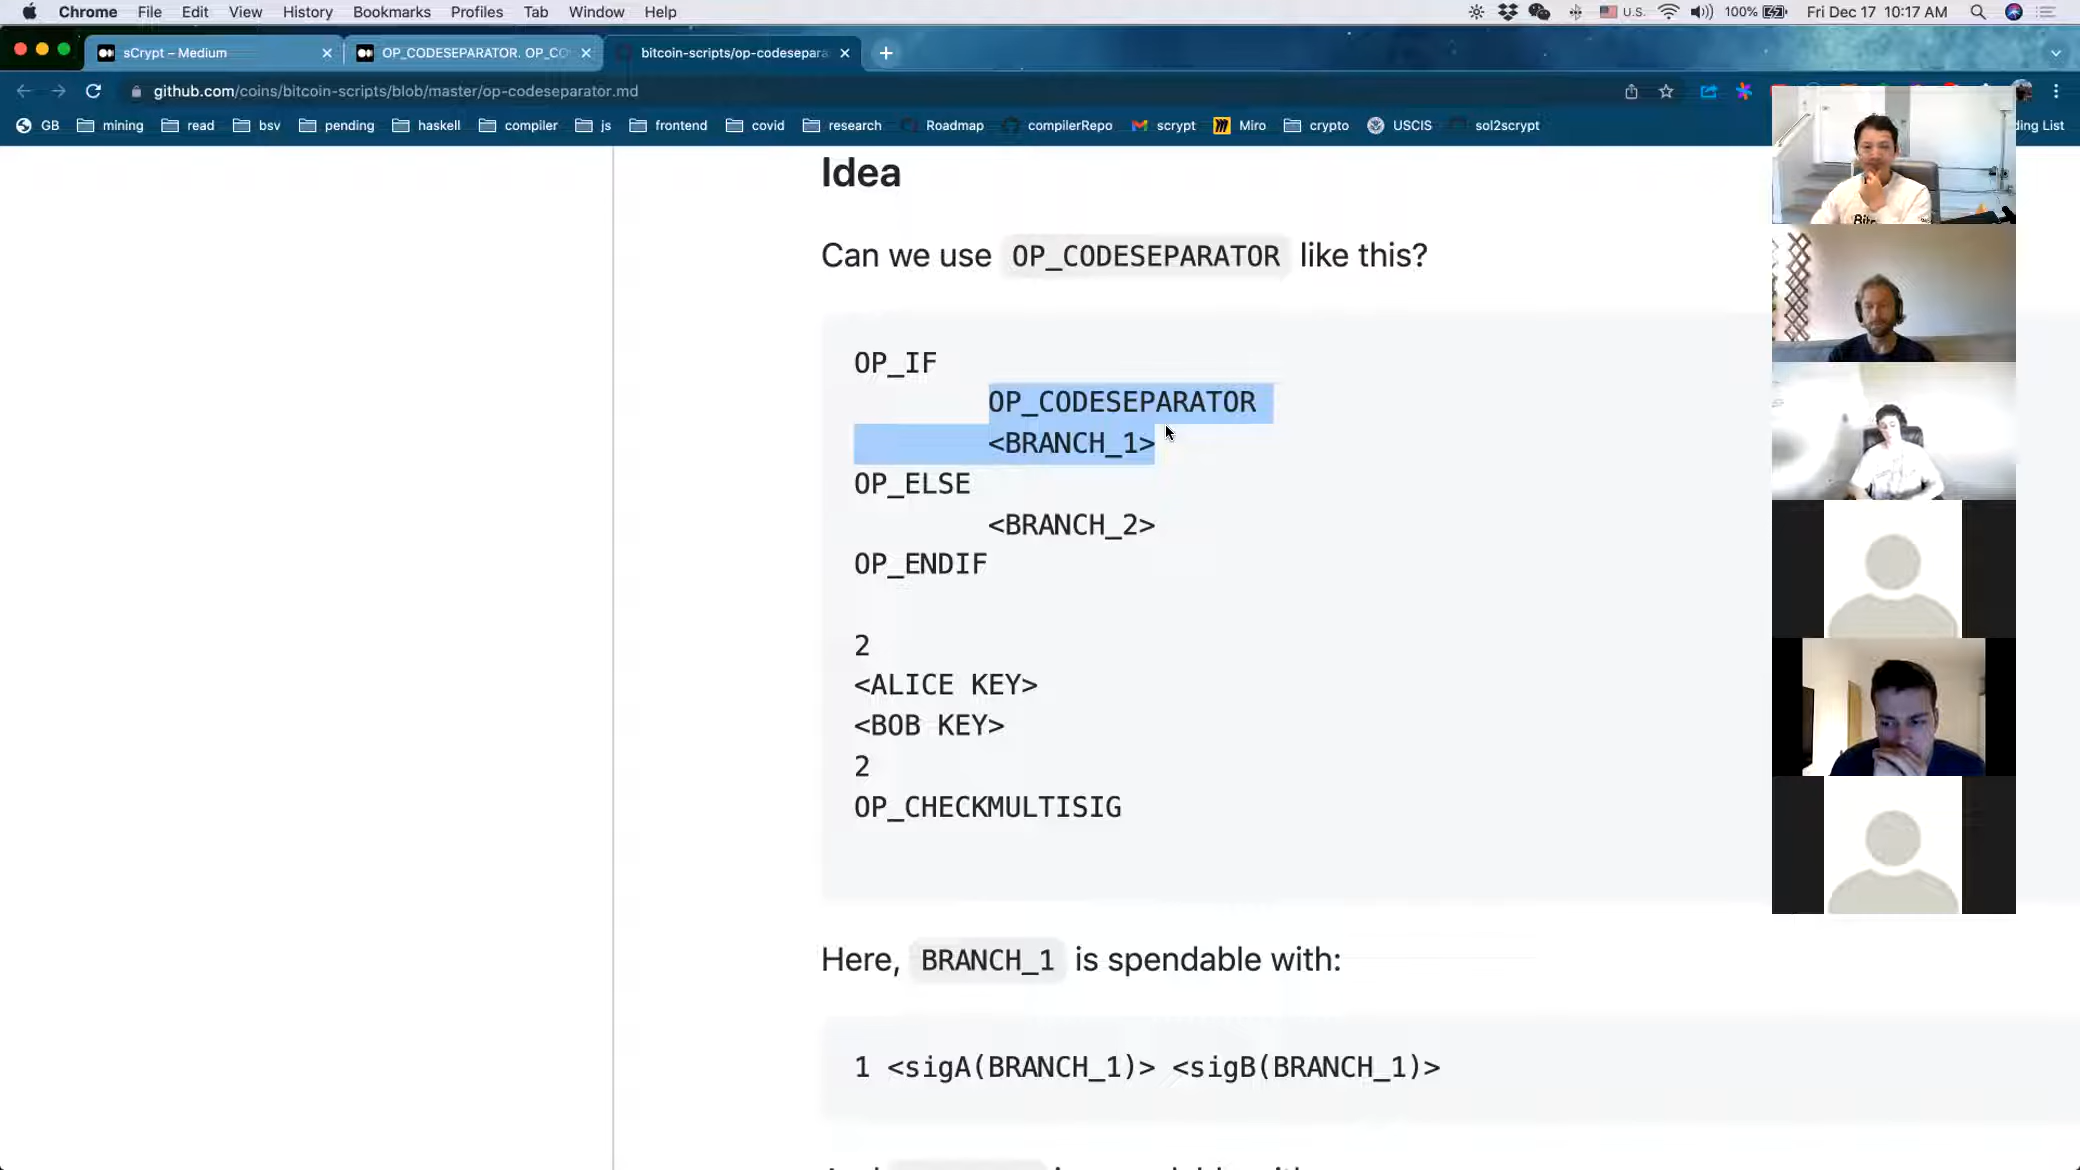 Chrome File Edit View History Bookmarks Profiles Tab Window Help U.S. 100% Fri Dec 17 10:17 AM
sCrypt – Medium OP_CODESEPARATOR. OP_CO bitcoin-scripts/op-codesepara
github.com/coins/bitcoin-scripts/blob/master/op-codeseparator.md
GB mining read bsv pending haskell compiler js frontend covid research Roadmap compilerRepo scrypt Miro crypto USCIS sol2scrypt ding List
Idea
Can we use OP_CODESEPARATOR like this?
OP_IF
OP_CODESEPARATOR
<BRANCH_1>
OP_ELSE
<BRANCH_2>
OP_ENDIF
2
<ALICE KEY>
<BOB KEY>
2
OP_CHECKMULTISIG
Here, BRANCH_1 is spendable with:
1 <sigA(BRANCH_1)> <sigB(BRANCH_1)>